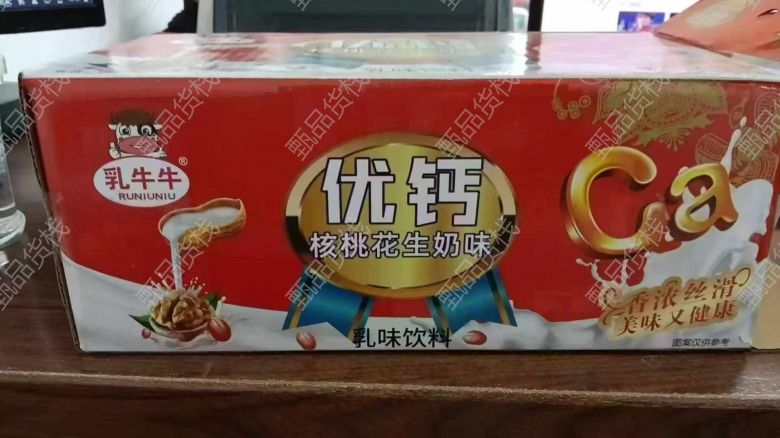 乳牛牛®
RUNIUNIU
优钙
核桃花生奶味
乳味饮料
Ca
香浓丝滑
美味又健康
图案仅供参考
甄品货栈